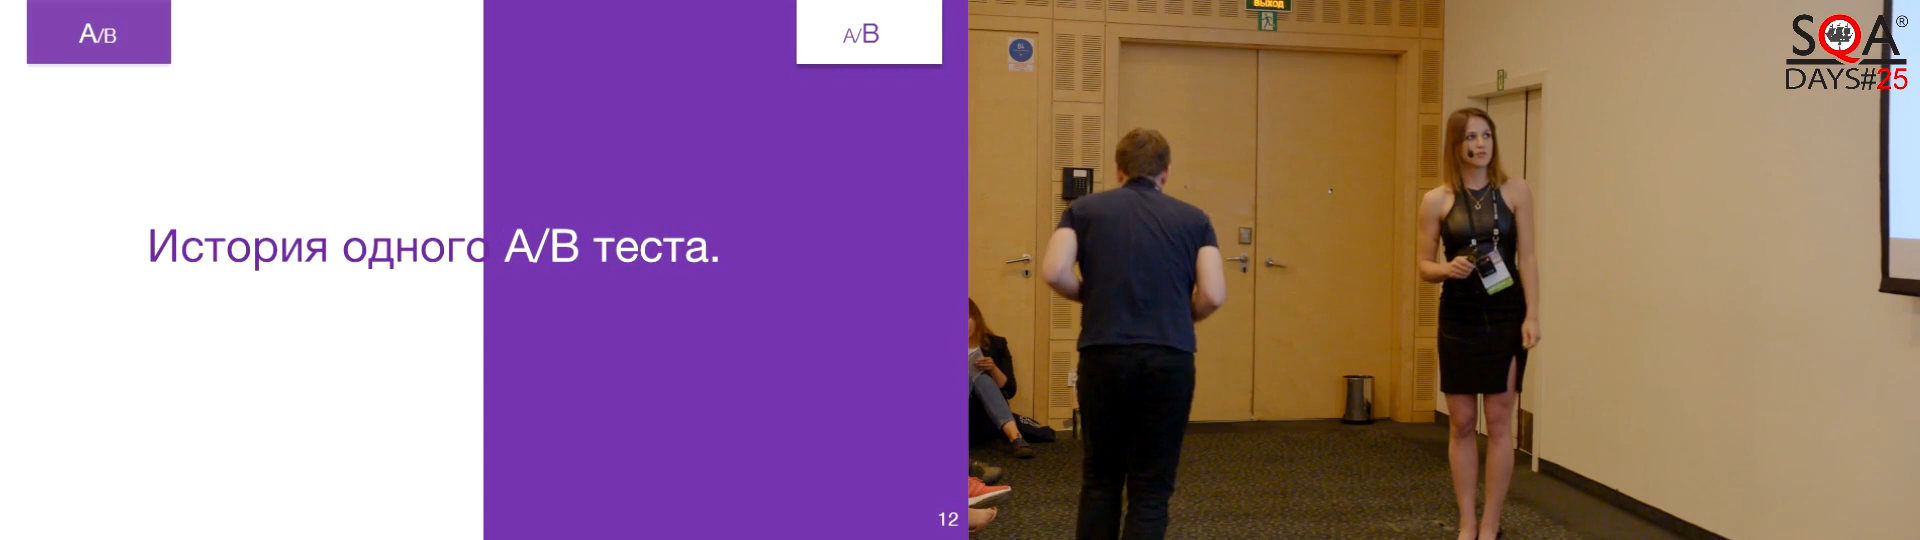 A/B
A/B
История одного A/B теста.
12
ВЫХОД
SQA®
DAYS#25